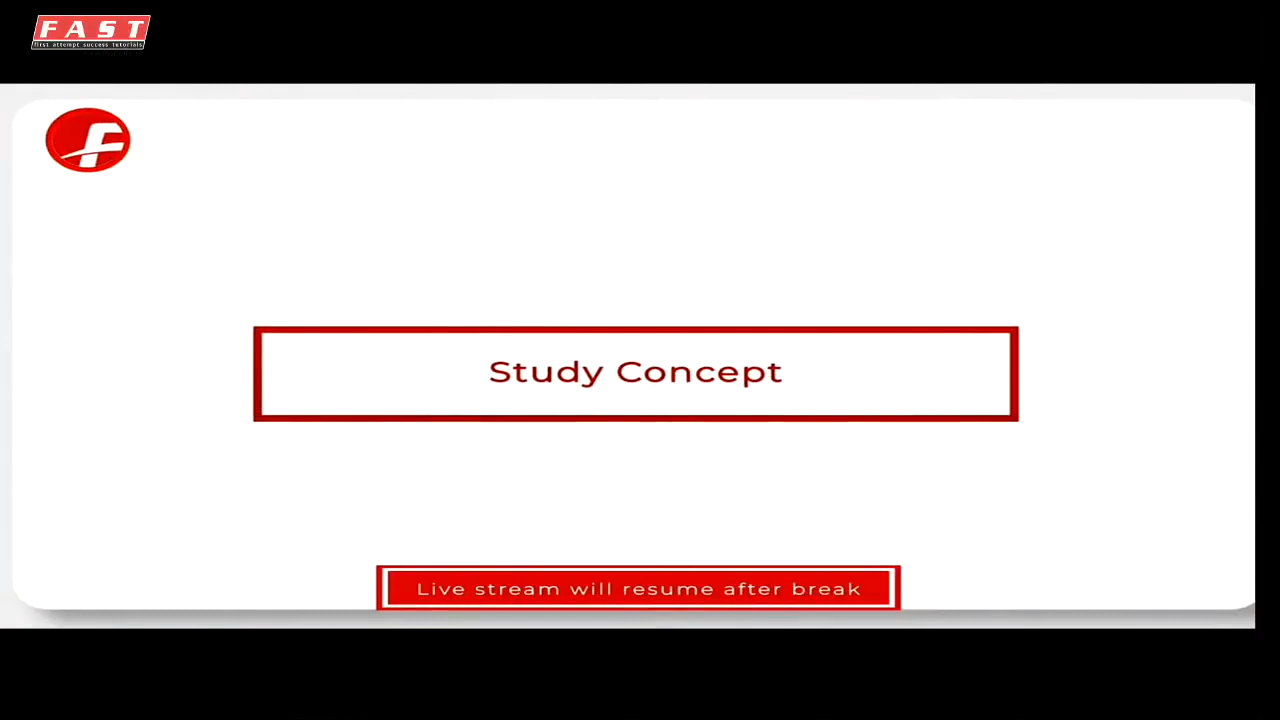 FAST
first attempt success tutorials
Study Concept
Live stream will resume after break